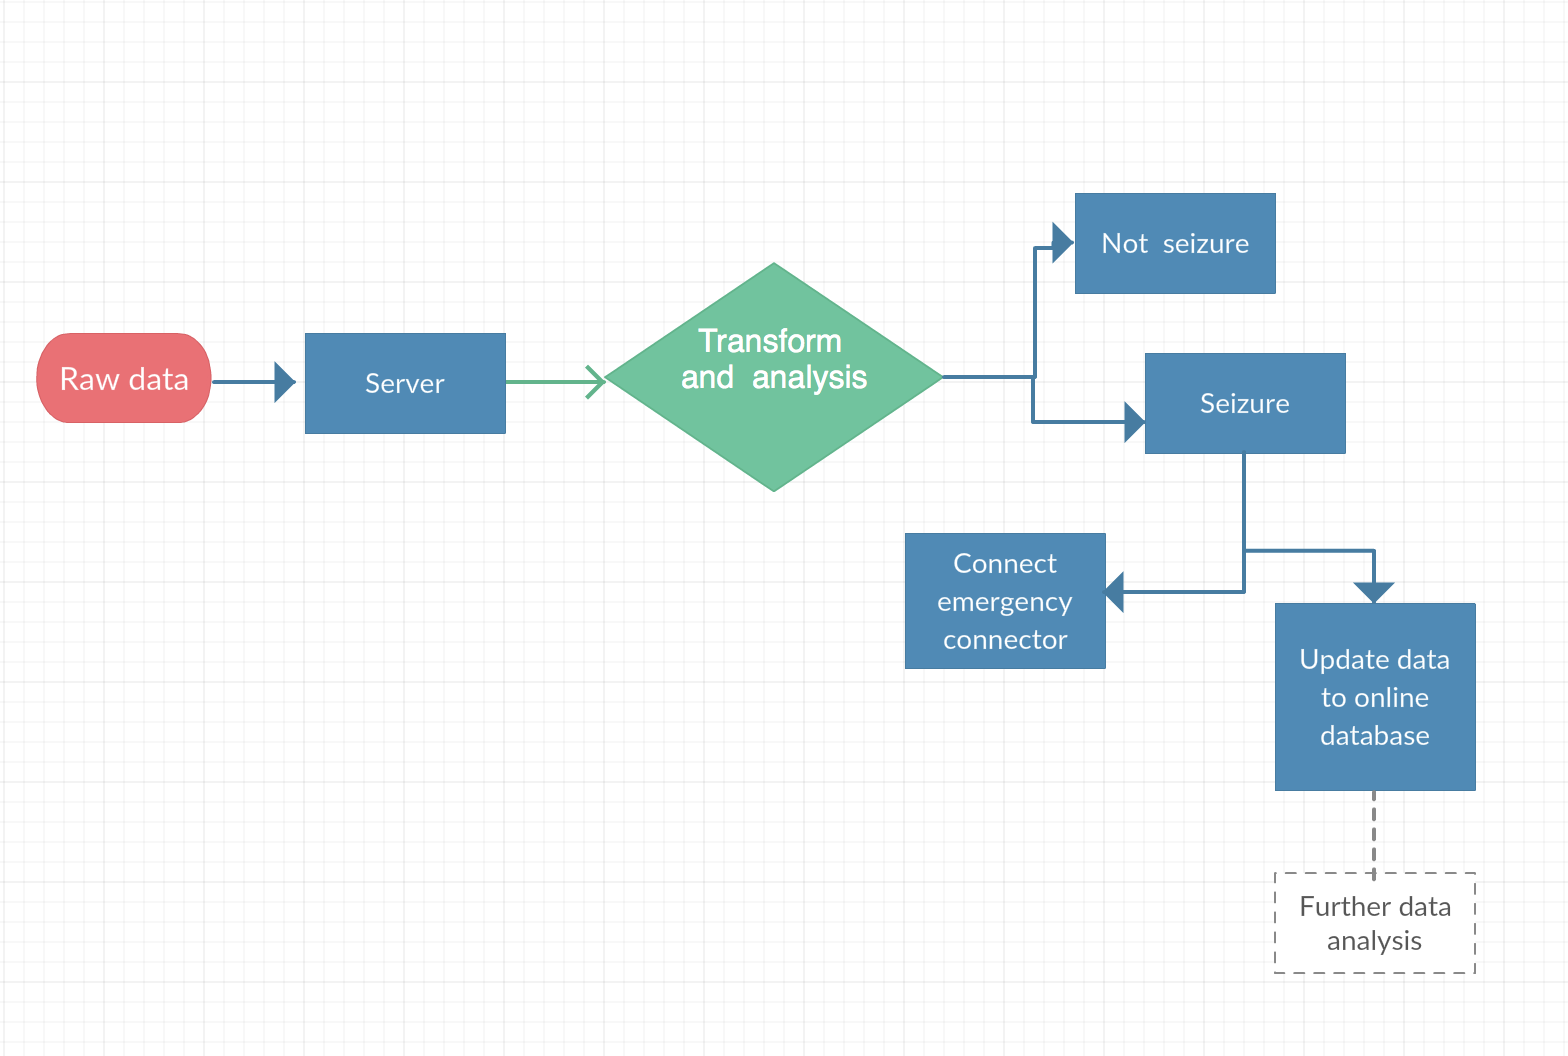 Raw data
Server
Transform
and analysis
Not seizure
Seizure
Connect
emergency
connector
Update data
to online
database
Further data
analysis